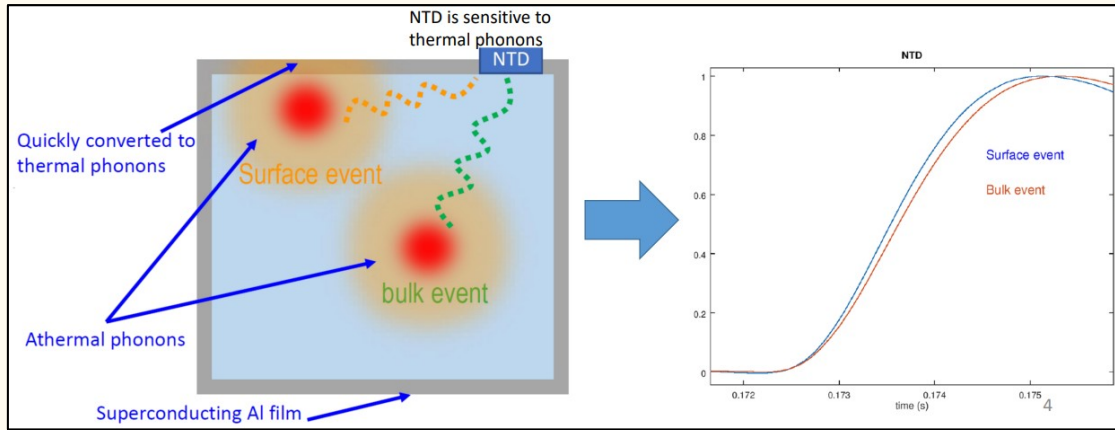 NTD is sensitive to
thermal phonons
NTD
Quickly converted to
thermal phonons
Surface event
bulk event
Athermal phonons
Superconducting Al film
NTD
1
0.8
0.6
0.4
0.2
0
Surface event
Bulk event
0.172
0.173
0.174
0.175
time (s)
4